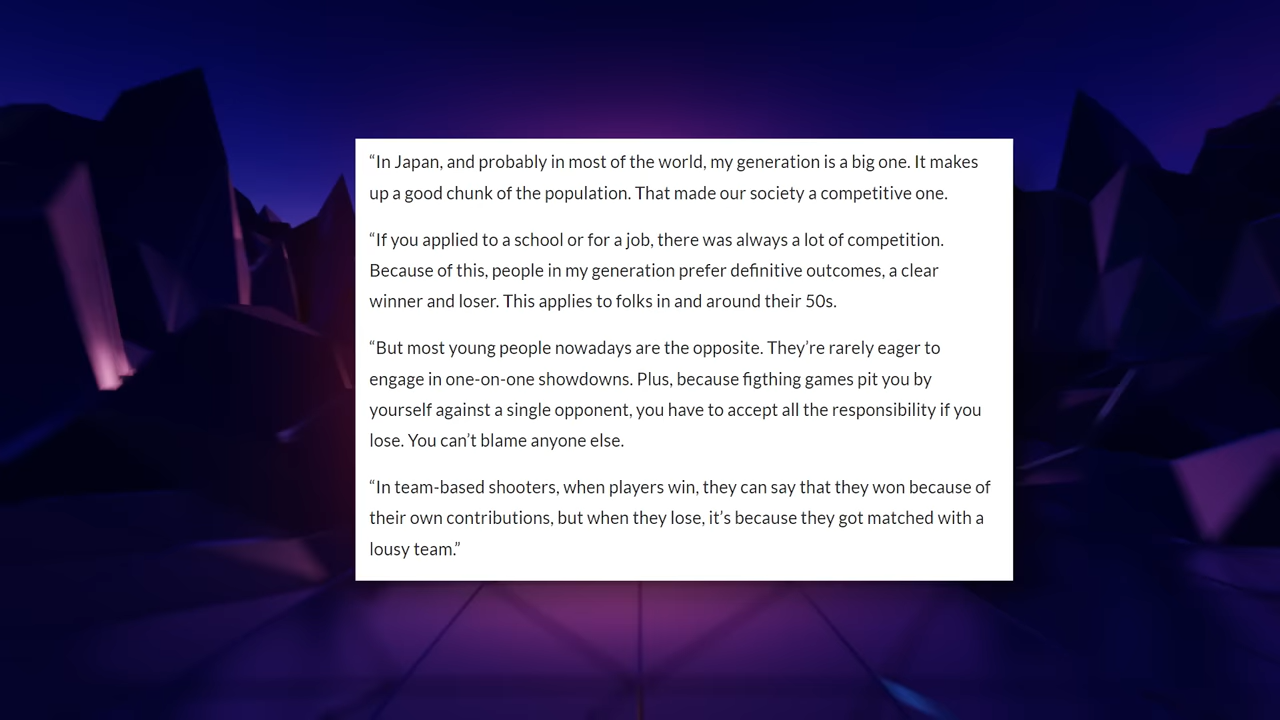 “In Japan, and probably in most of the world, my generation is a big one. It makes
up a good chunk of the population. That made our society a competitive one.
“If you applied to a school or for a job, there was always a lot of competition.
Because of this, people in my generation prefer definitive outcomes, a clear
winner and loser. This applies to folks in and around their 50s.
“But most young people nowadays are the opposite. They’re rarely eager to
engage in one-on-one showdowns. Plus, because figthing games pit you by
yourself against a single opponent, you have to accept all the responsibility if you
lose. You can’t blame anyone else.
“In team-based shooters, when players win, they can say that they won because of
their own contributions, but when they lose, it’s because they got matched with a
lousy team.”